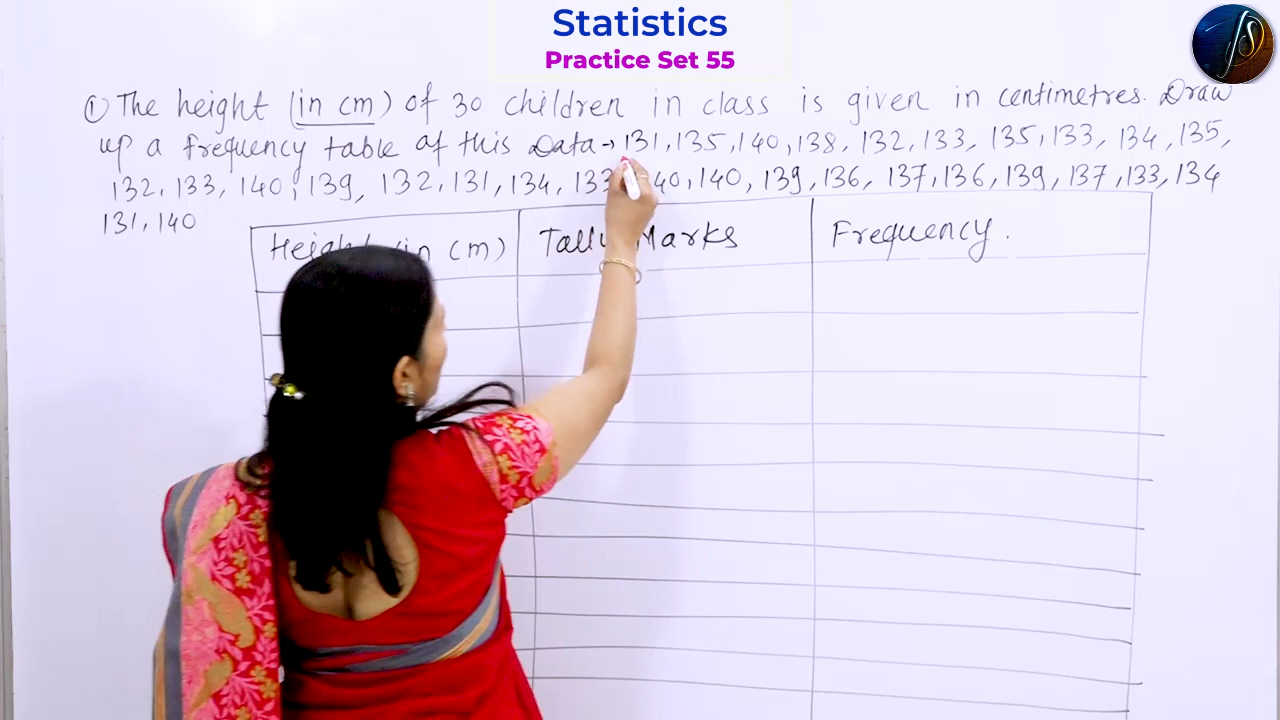 Statistics
Practice Set 55
① The height (in cm) of 30 children in class is given in centimetres. Draw
up a frequency table of this Data → 131, 135, 140, 138, 132, 133, 135, 133, 134, 135,
132, 133, 140, 139, 132, 131, 134, 133 40, 140, 139, 136, 137, 136, 139, 137, 133, 134
131, 140
(in cm) Marks Frequency.